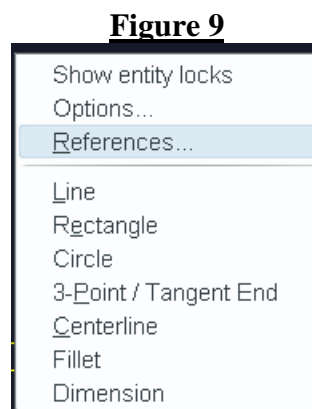 Figure 9
Show entity locks
Options...
References...
Line
Rectangle
Circle
3-Point / Tangent End
Centerline
Fillet
Dimension